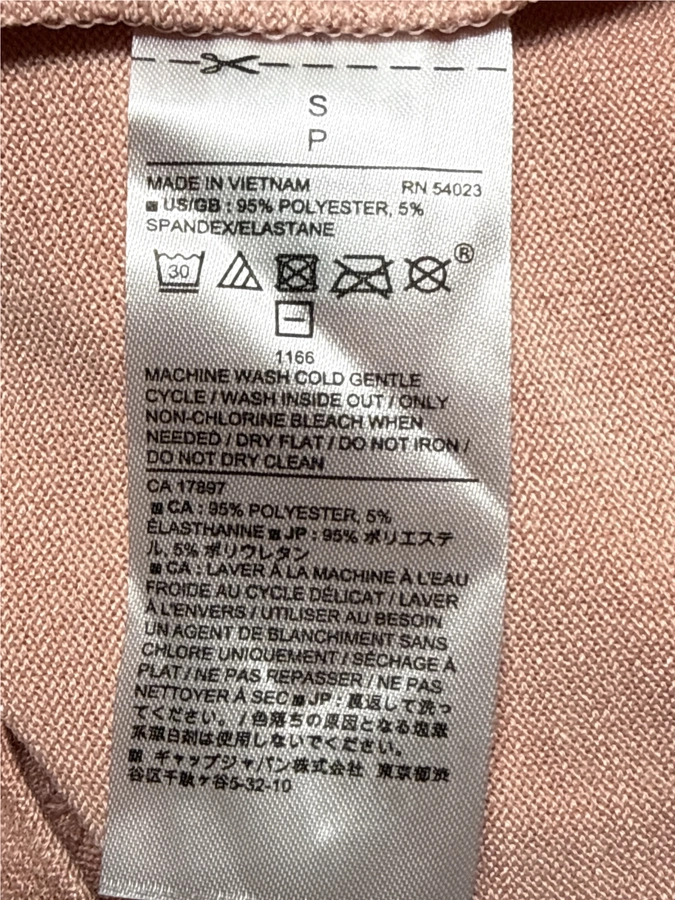 S
P
MADE IN VIETNAM RN 54023
■ US/GB : 95% POLYESTER, 5%
SPANDEX/ELASTANE
30
®
1166
MACHINE WASH COLD GENTLE
CYCLE / WASH INSIDE OUT / ONLY
NON-CHLORINE BLEACH WHEN
NEEDED / DRY FLAT / DO NOT IRON /
DO NOT DRY CLEAN
CA 17897
■ CA : 95% POLYESTER, 5%
ÉLASTHANNE ■ JP : 95% ポリエステ
ル, 5% ポリウレタン
■ CA : LAVER À LA MACHINE À L'EAU
FROIDE AU CYCLE DÉLICAT / LAVER
À L'ENVERS / UTILISER AU BESOIN
UN AGENT DE BLANCHIMENT SANS
CHLORE UNIQUEMENT / SÉCHAGE À
PLAT / NE PAS REPASSER / NE PAS
NETTOYER À SEC ■ JP : 裏返して洗っ
てください。 / 色落ちの原因となる塩素
系漂白剤は使用しないでください。
■ ギャップジャパン株式会社 東京都渋
谷区千駄ヶ谷5-32-10